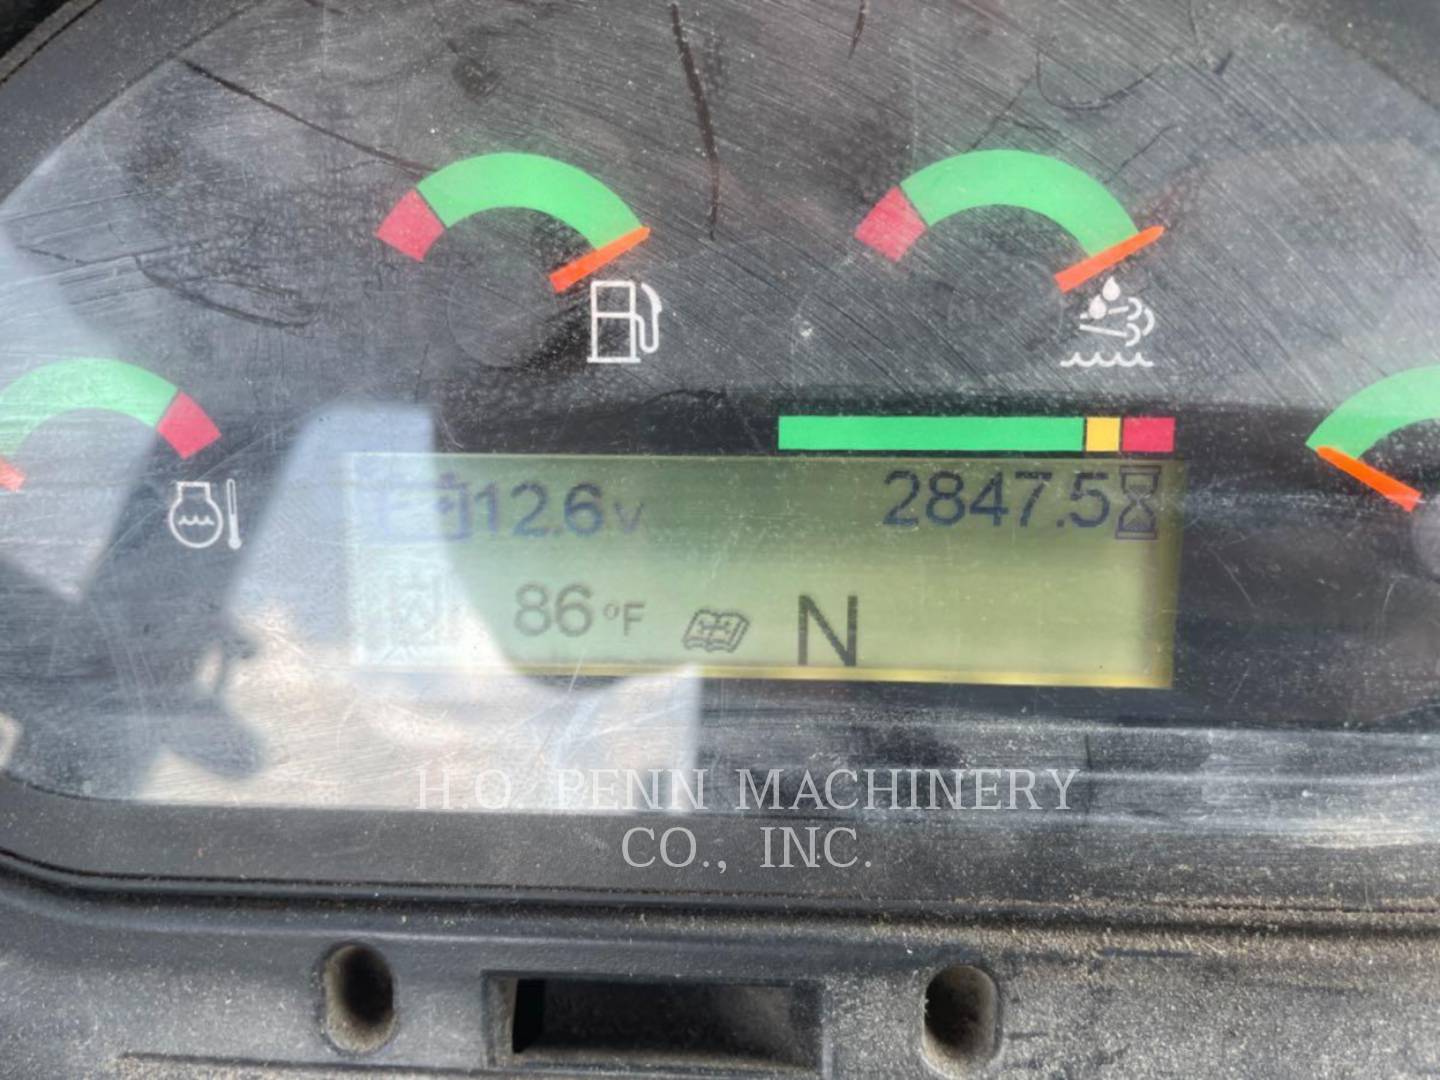 12.6V 2847.5
86°F N
H.O. PENN MACHINERY
CO., INC.